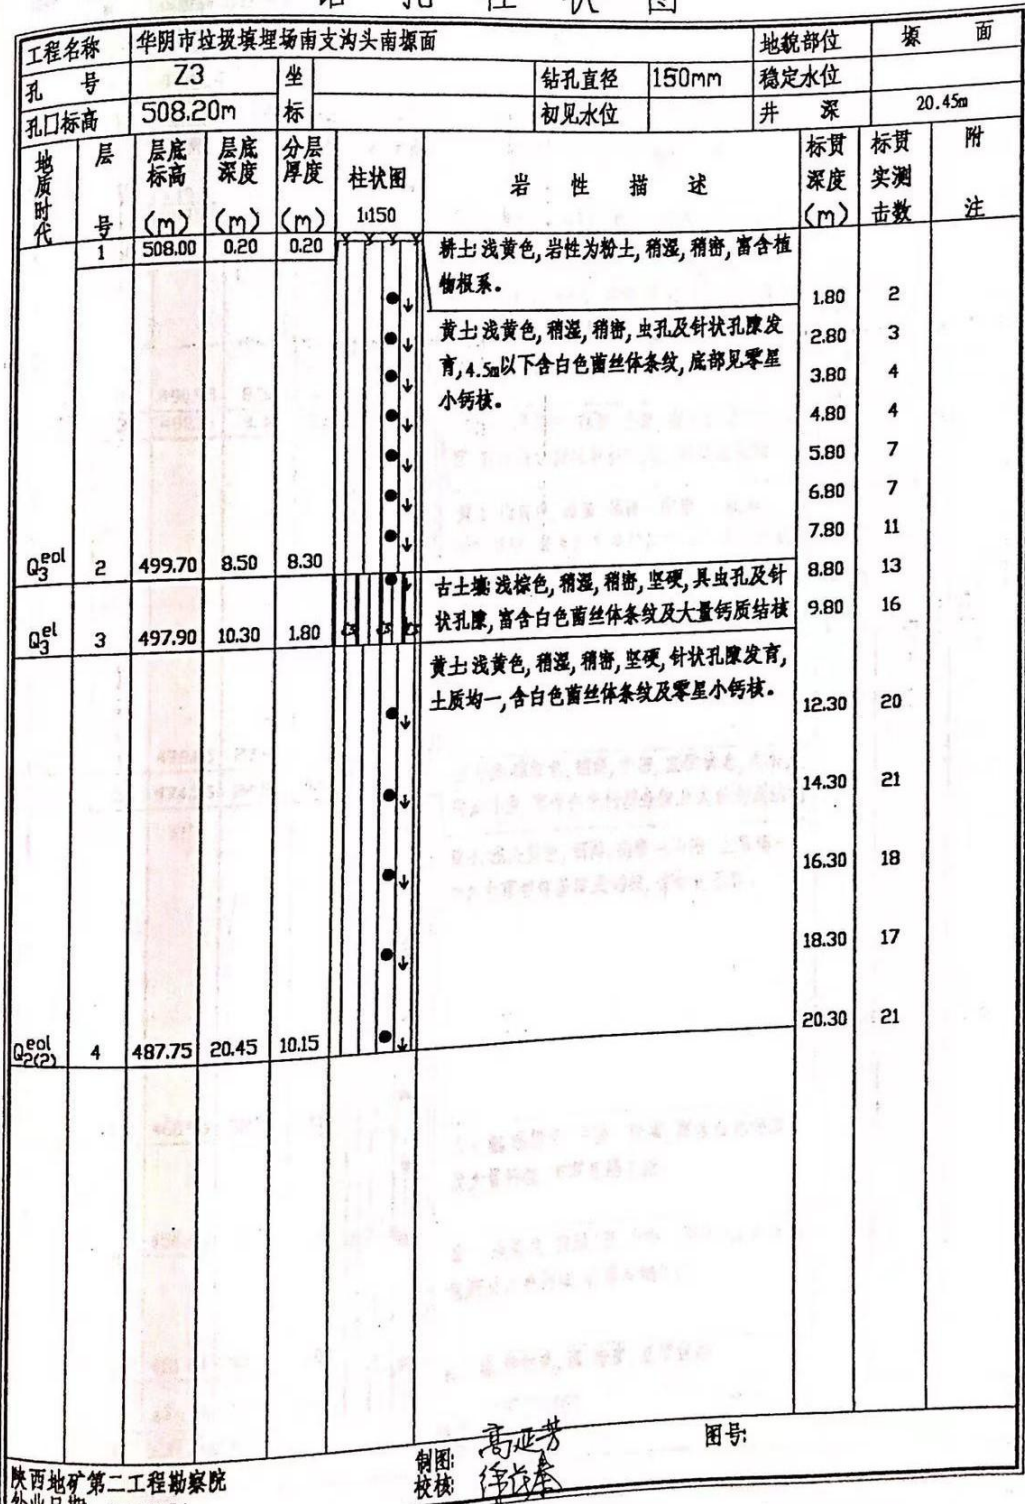 钻 孔 柱 状 图
工程名称 华阴市垃圾填埋场南支沟头南塬面 地貌部位 塬 面
孔 号 Z3 坐 钻孔直径 150mm 稳定水位
孔口标高 508.20m 标 初见水位 井 深 20.45m
地质时代 层号 层底标高(m) 层底深度(m) 分层厚度(m) 柱状图 1:150 岩 性 描 述 标贯深度(m) 标贯实测击数 附注
1 508.00 0.20 0.20 耕土:浅黄色,岩性为粉土,稍湿,稍密,富含植
物根系。
1.80 2
黄土:浅黄色,稍湿,稍密,虫孔及针状孔隙发 2.80 3
育,4.5m以下含白色菌丝体条纹,底部见零星
3.80 4
小钙核。
4.80 4
5.80 7
6.80 7
7.80 11
Q3eol 2 499.70 8.50 8.30
8.80 13
古土壤:浅棕色,稍湿,稍密,坚硬,具虫孔及针
状孔隙,富含白色菌丝体条纹及大量钙质结核 9.80 16
Q3el 3 497.90 10.30 1.80
黄土:浅黄色,稍湿,稍密,坚硬,针状孔隙发育,
土质均一,含白色菌丝体条纹及零星小钙核。
12.30 20
14.30 21
16.30 18
18.30 17
20.30 21
Q2(2)eol 4 487.75 20.45 10.15
制图: 高延芳 图号:
陕西地矿第二工程勘察院 校核:
外业日期: